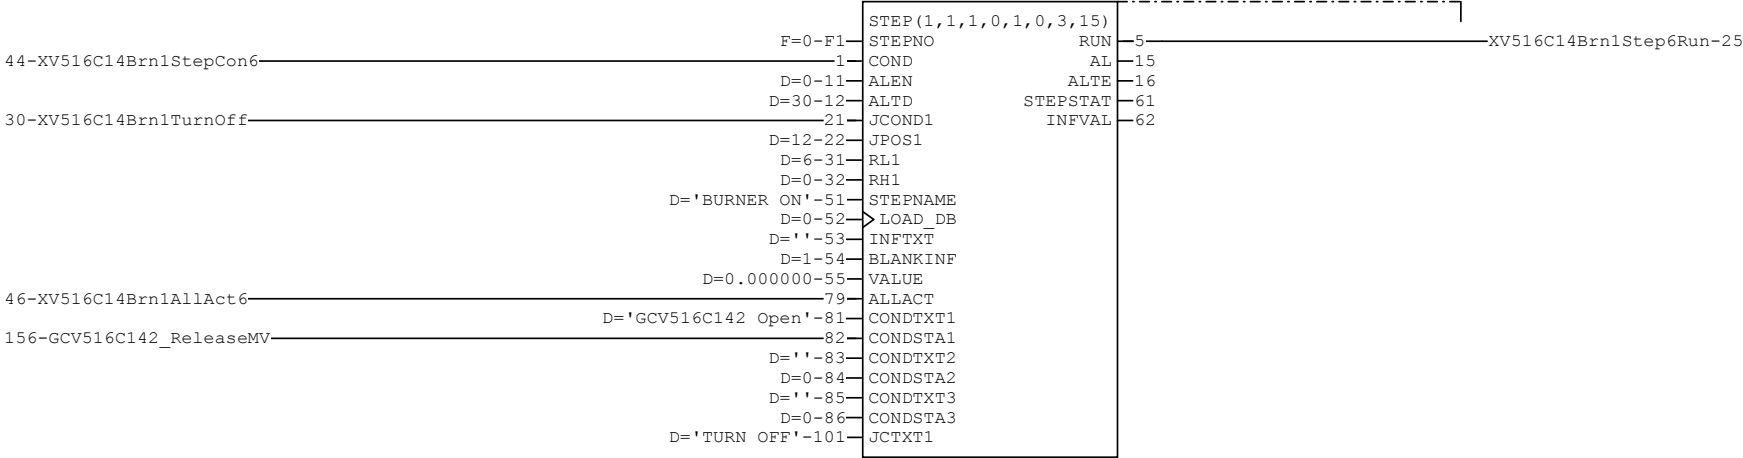 STEP(1,1,1,0,1,0,3,15)
F=0-F1 STEPNO RUN 5 XV516C14Brn1Step6Run-25
44-XV516C14Brn1StepCon6 1 COND AL 15
D=0-11 ALEN ALTE 16
D=30-12 ALTD STEPSTAT 61
30-XV516C14Brn1TurnOff 21 JCOND1 INFVAL 62
D=12-22 JPOS1
D=6-31 RL1
D=0-32 RH1
D='BURNER ON'-51 STEPNAME
D=0-52 LOAD_DB
D=''-53 INFTXT
D=1-54 BLANKINF
D=0.000000-55 VALUE
46-XV516C14Brn1AllAct6 79 ALLACT
D='GCV516C142 Open'-81 CONDTXT1
156-GCV516C142_ReleaseMV 82 CONDSTA1
D=''-83 CONDTXT2
D=0-84 CONDSTA2
D=''-85 CONDTXT3
D=0-86 CONDSTA3
D='TURN OFF'-101 JCTXT1